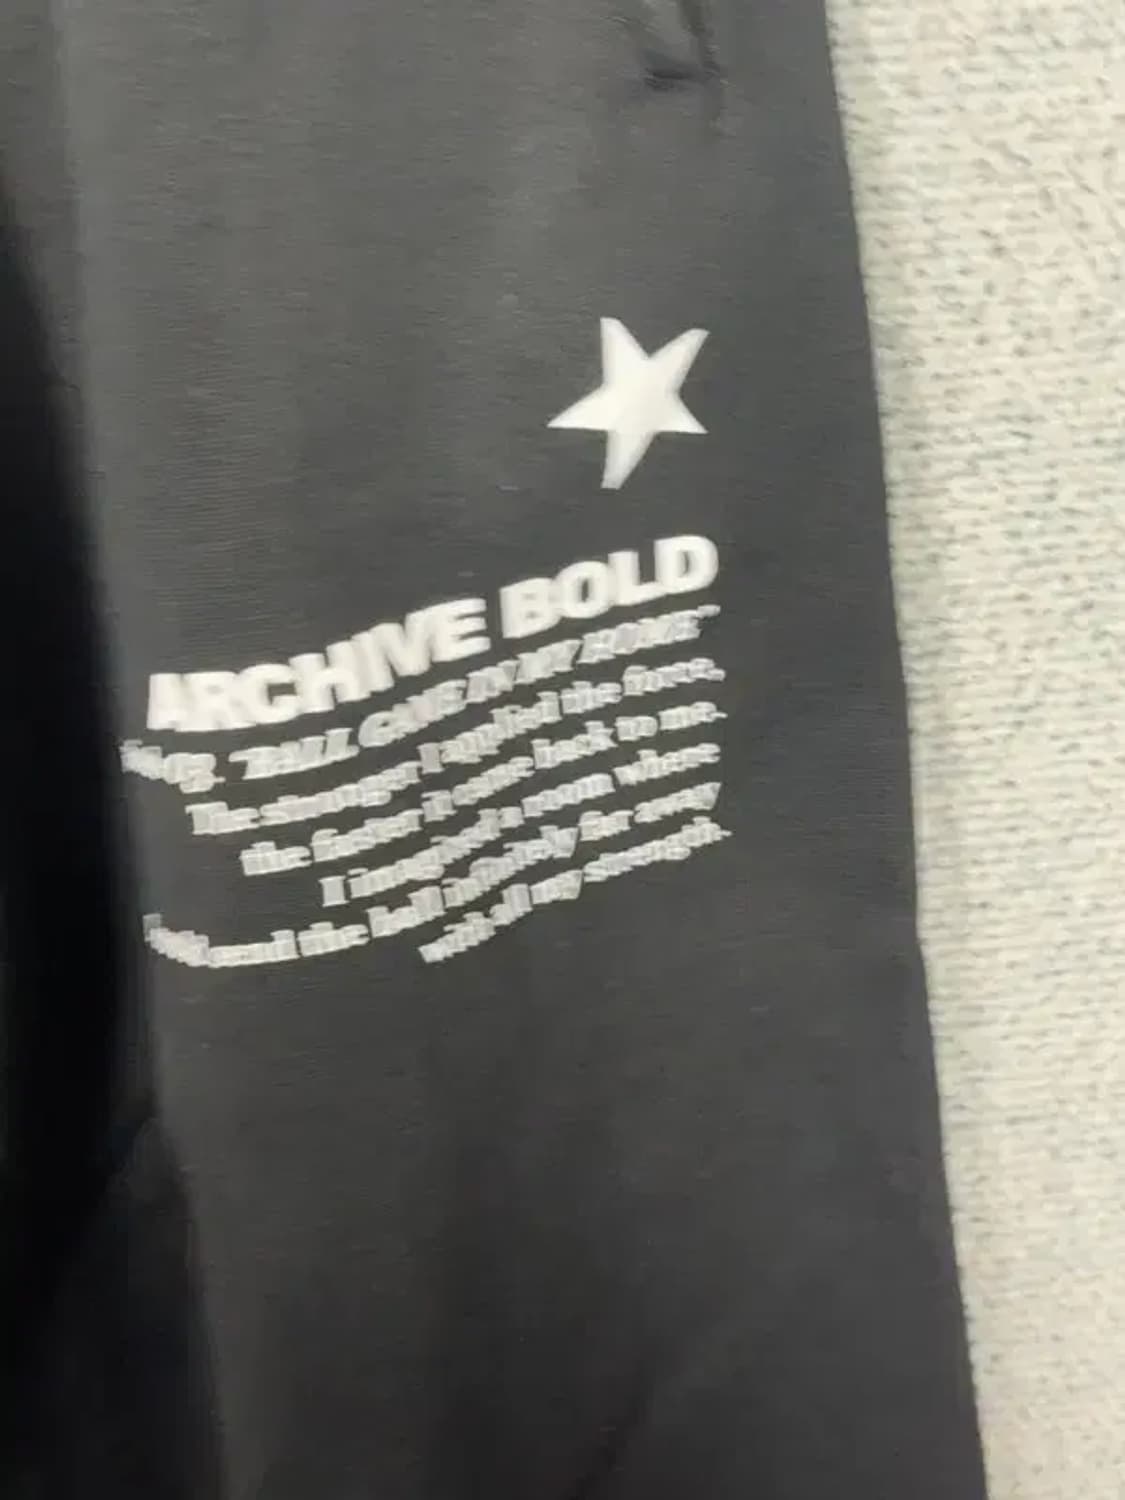 ARCHIVE BOLD
"BALL GAME IN MY HOME"
The stronger I applied the force,
the faster it came back to me.
I imagined a room where
send the ball infinitely far away
with all my strength.